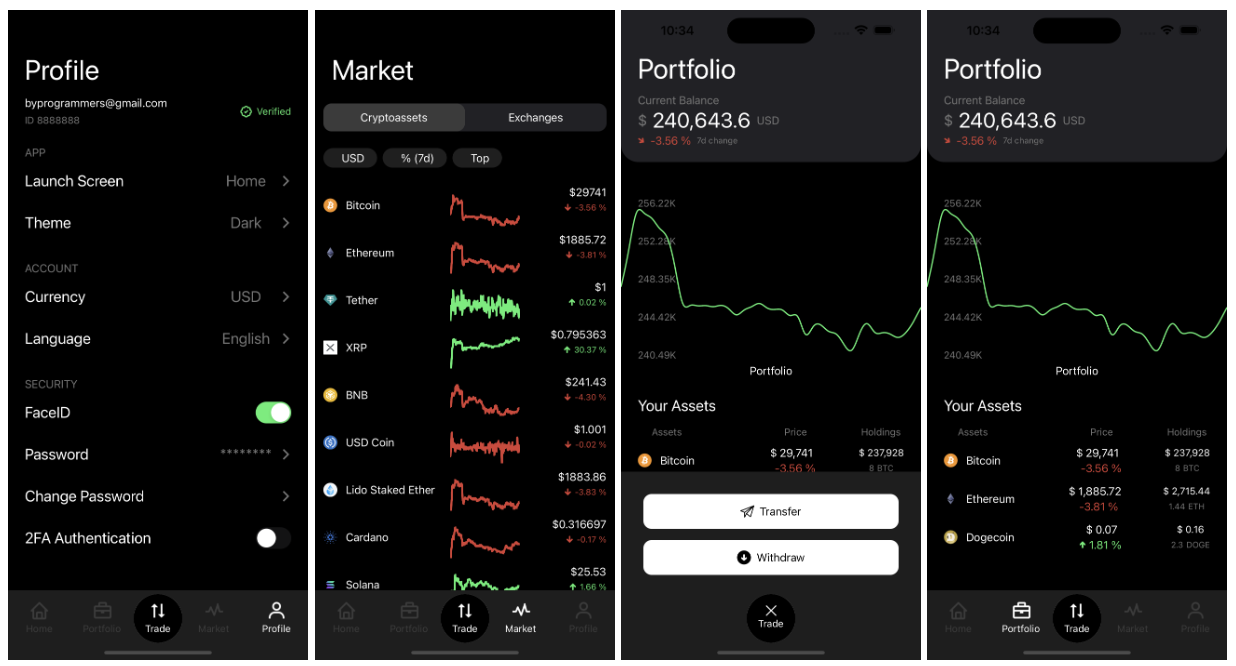 Profile
byprogrammers@gmail.com
ID 8888888
Verified
APP
Launch Screen Home
Theme Dark
ACCOUNT
Currency USD
Language English
SECURITY
FaceID
Password ********
Change Password
2FA Authentication
Home Portfolio Trade Market Profile
Market
Cryptoassets Exchanges
USD % (7d) Top
Bitcoin $29741
-3.56 %
Ethereum $1885.72
-3.81 %
Tether $1
0.02 %
XRP $0.795363
30.37 %
BNB $241.43
-4.30 %
USD Coin $1.001
-0.02 %
Lido Staked Ether $1883.86
-3.83 %
Cardano $0.316697
-0.17 %
Solana $25.53
1.66 %
Home Portfolio Trade Market Profile
10:34
Portfolio
Current Balance
$ 240,643.6 USD
-3.56 % 7d change
256.22K
252.28K
248.35K
244.42K
240.49K
Portfolio
Your Assets
Assets Price Holdings
Bitcoin $ 29,741 $ 237,928
-3.56 % 8 BTC
Transfer
Withdraw
Trade
10:34
Portfolio
Current Balance
$ 240,643.6 USD
-3.56 % 7d change
256.22K
252.28K
248.35K
244.42K
240.49K
Portfolio
Your Assets
Assets Price Holdings
Bitcoin $ 29,741 $ 237,928
-3.56 % 8 BTC
Ethereum $ 1,885.72 $ 2,715.44
-3.81 % 1.44 ETH
Dogecoin $ 0.07 $ 0.16
1.81 % 2.3 DOGE
Home Portfolio Trade Market Profile